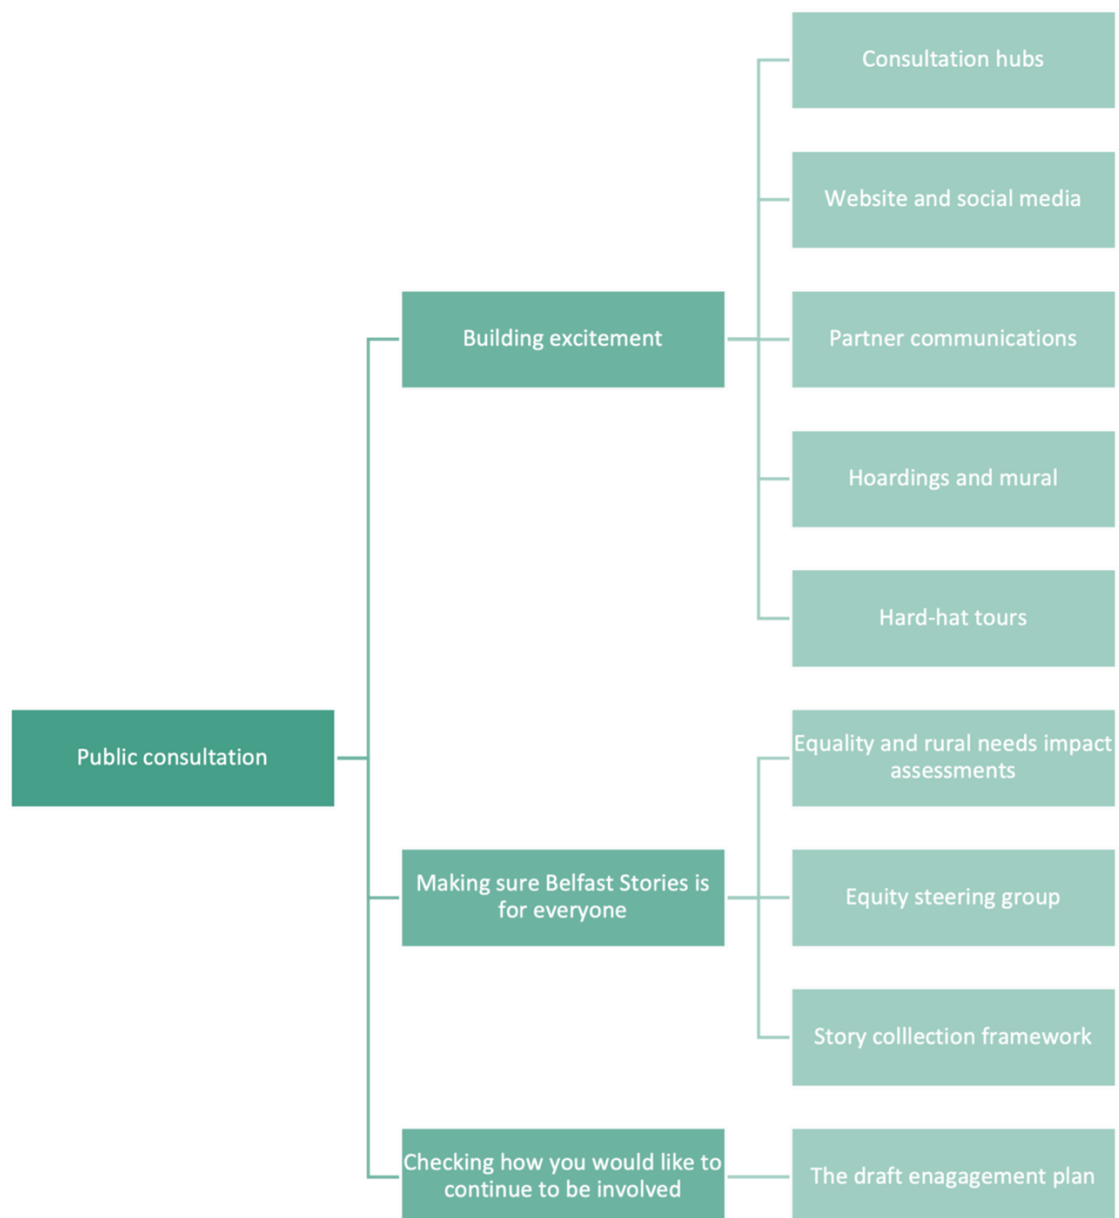 Public consultation
Building excitement
Consultation hubs
Website and social media
Partner communications
Hoardings and mural
Hard-hat tours
Making sure Belfast Stories is
for everyone
Equality and rural needs impact
assessments
Equity steering group
Story colllection framework
Checking how you would like to
continue to be involved
The draft enagagement plan